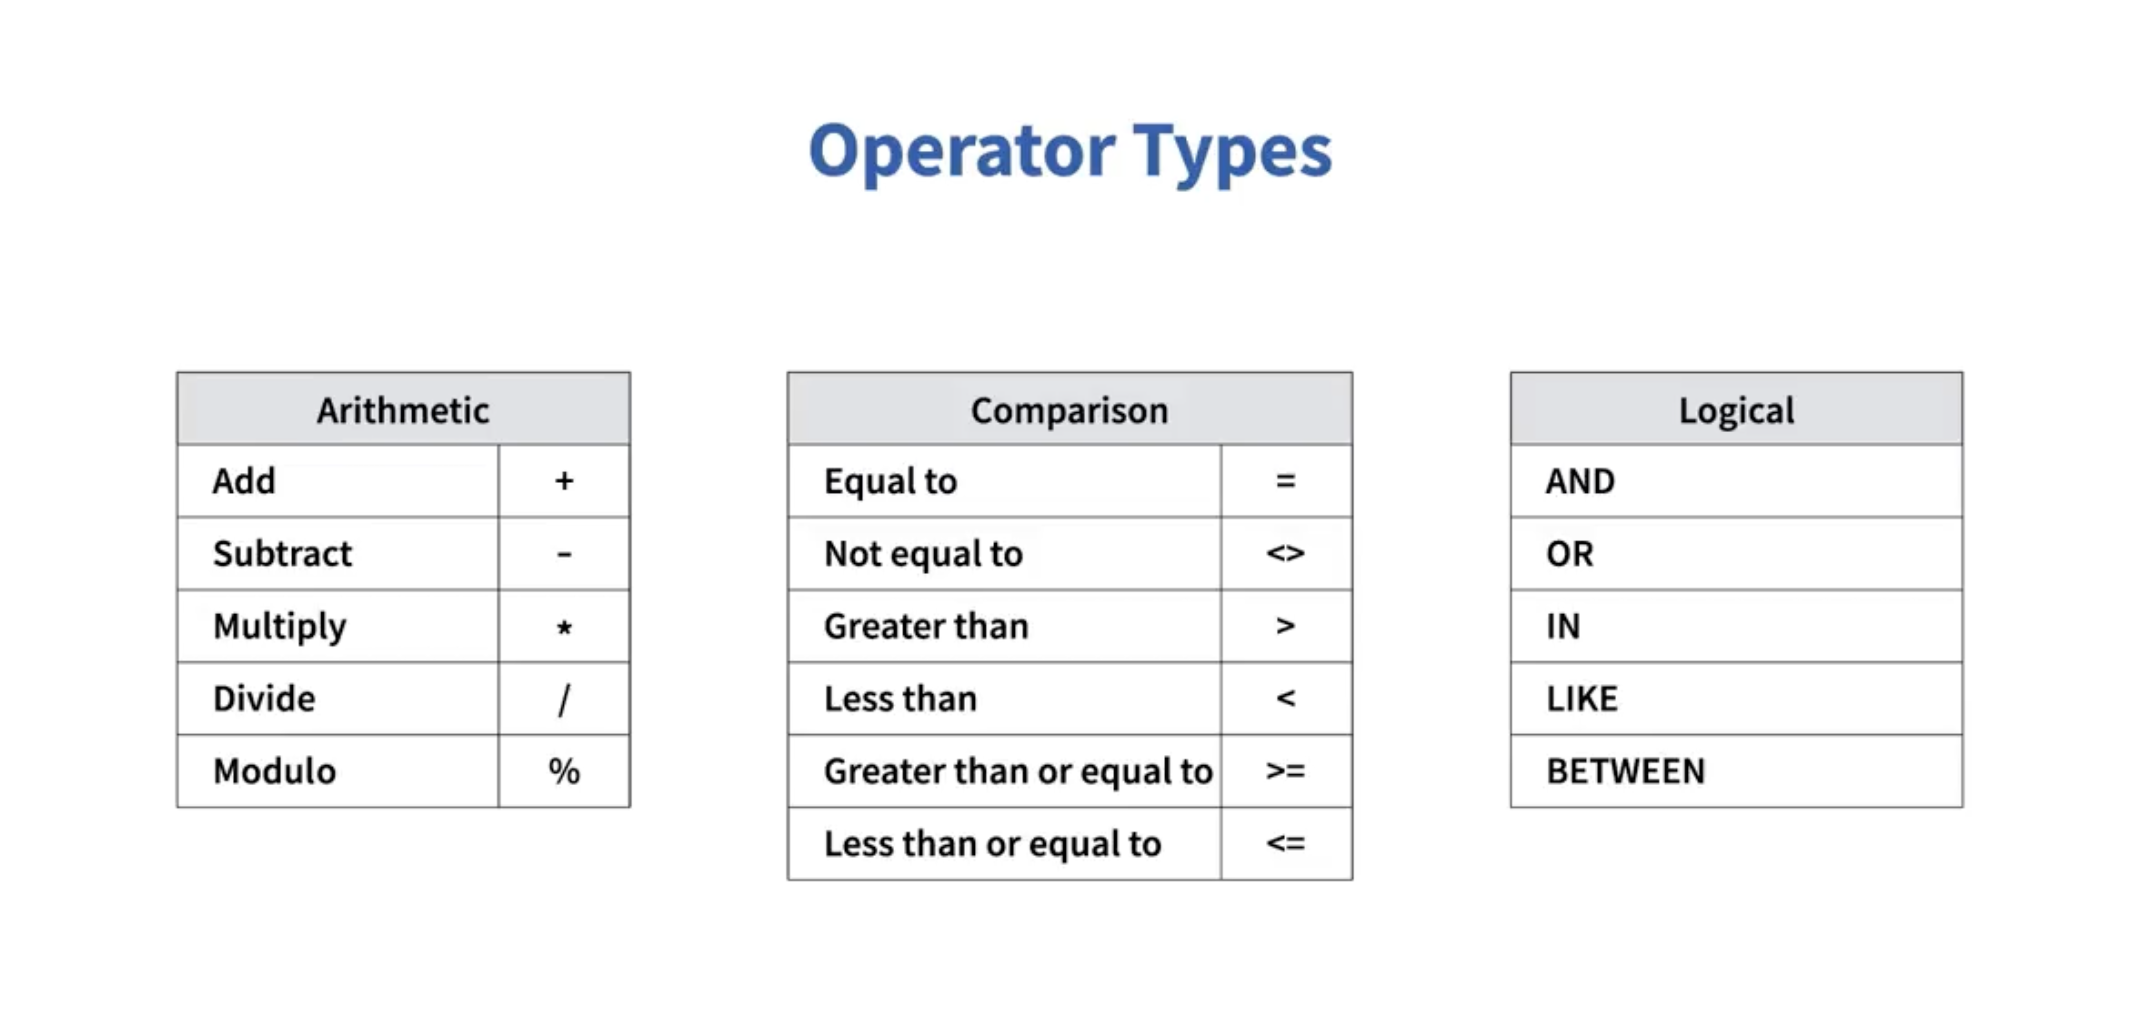 Operator Types
Arithmetic
Add +
Subtract -
Multiply *
Divide /
Modulo %
Comparison
Equal to =
Not equal to <>
Greater than >
Less than <
Greater than or equal to >=
Less than or equal to <=
Logical
AND
OR
IN
LIKE
BETWEEN